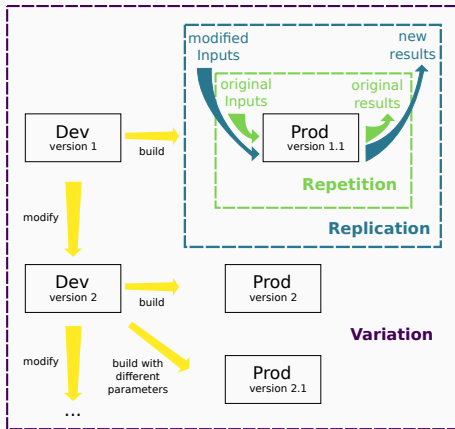 modified
Inputs
new
results
original
Inputs
original
results
Dev
version 1
build
Prod
version 1.1
Repetition
Replication
modify
Dev
version 2
build
Prod
version 2
Variation
modify
build with
different
parameters
Prod
version 2.1
...